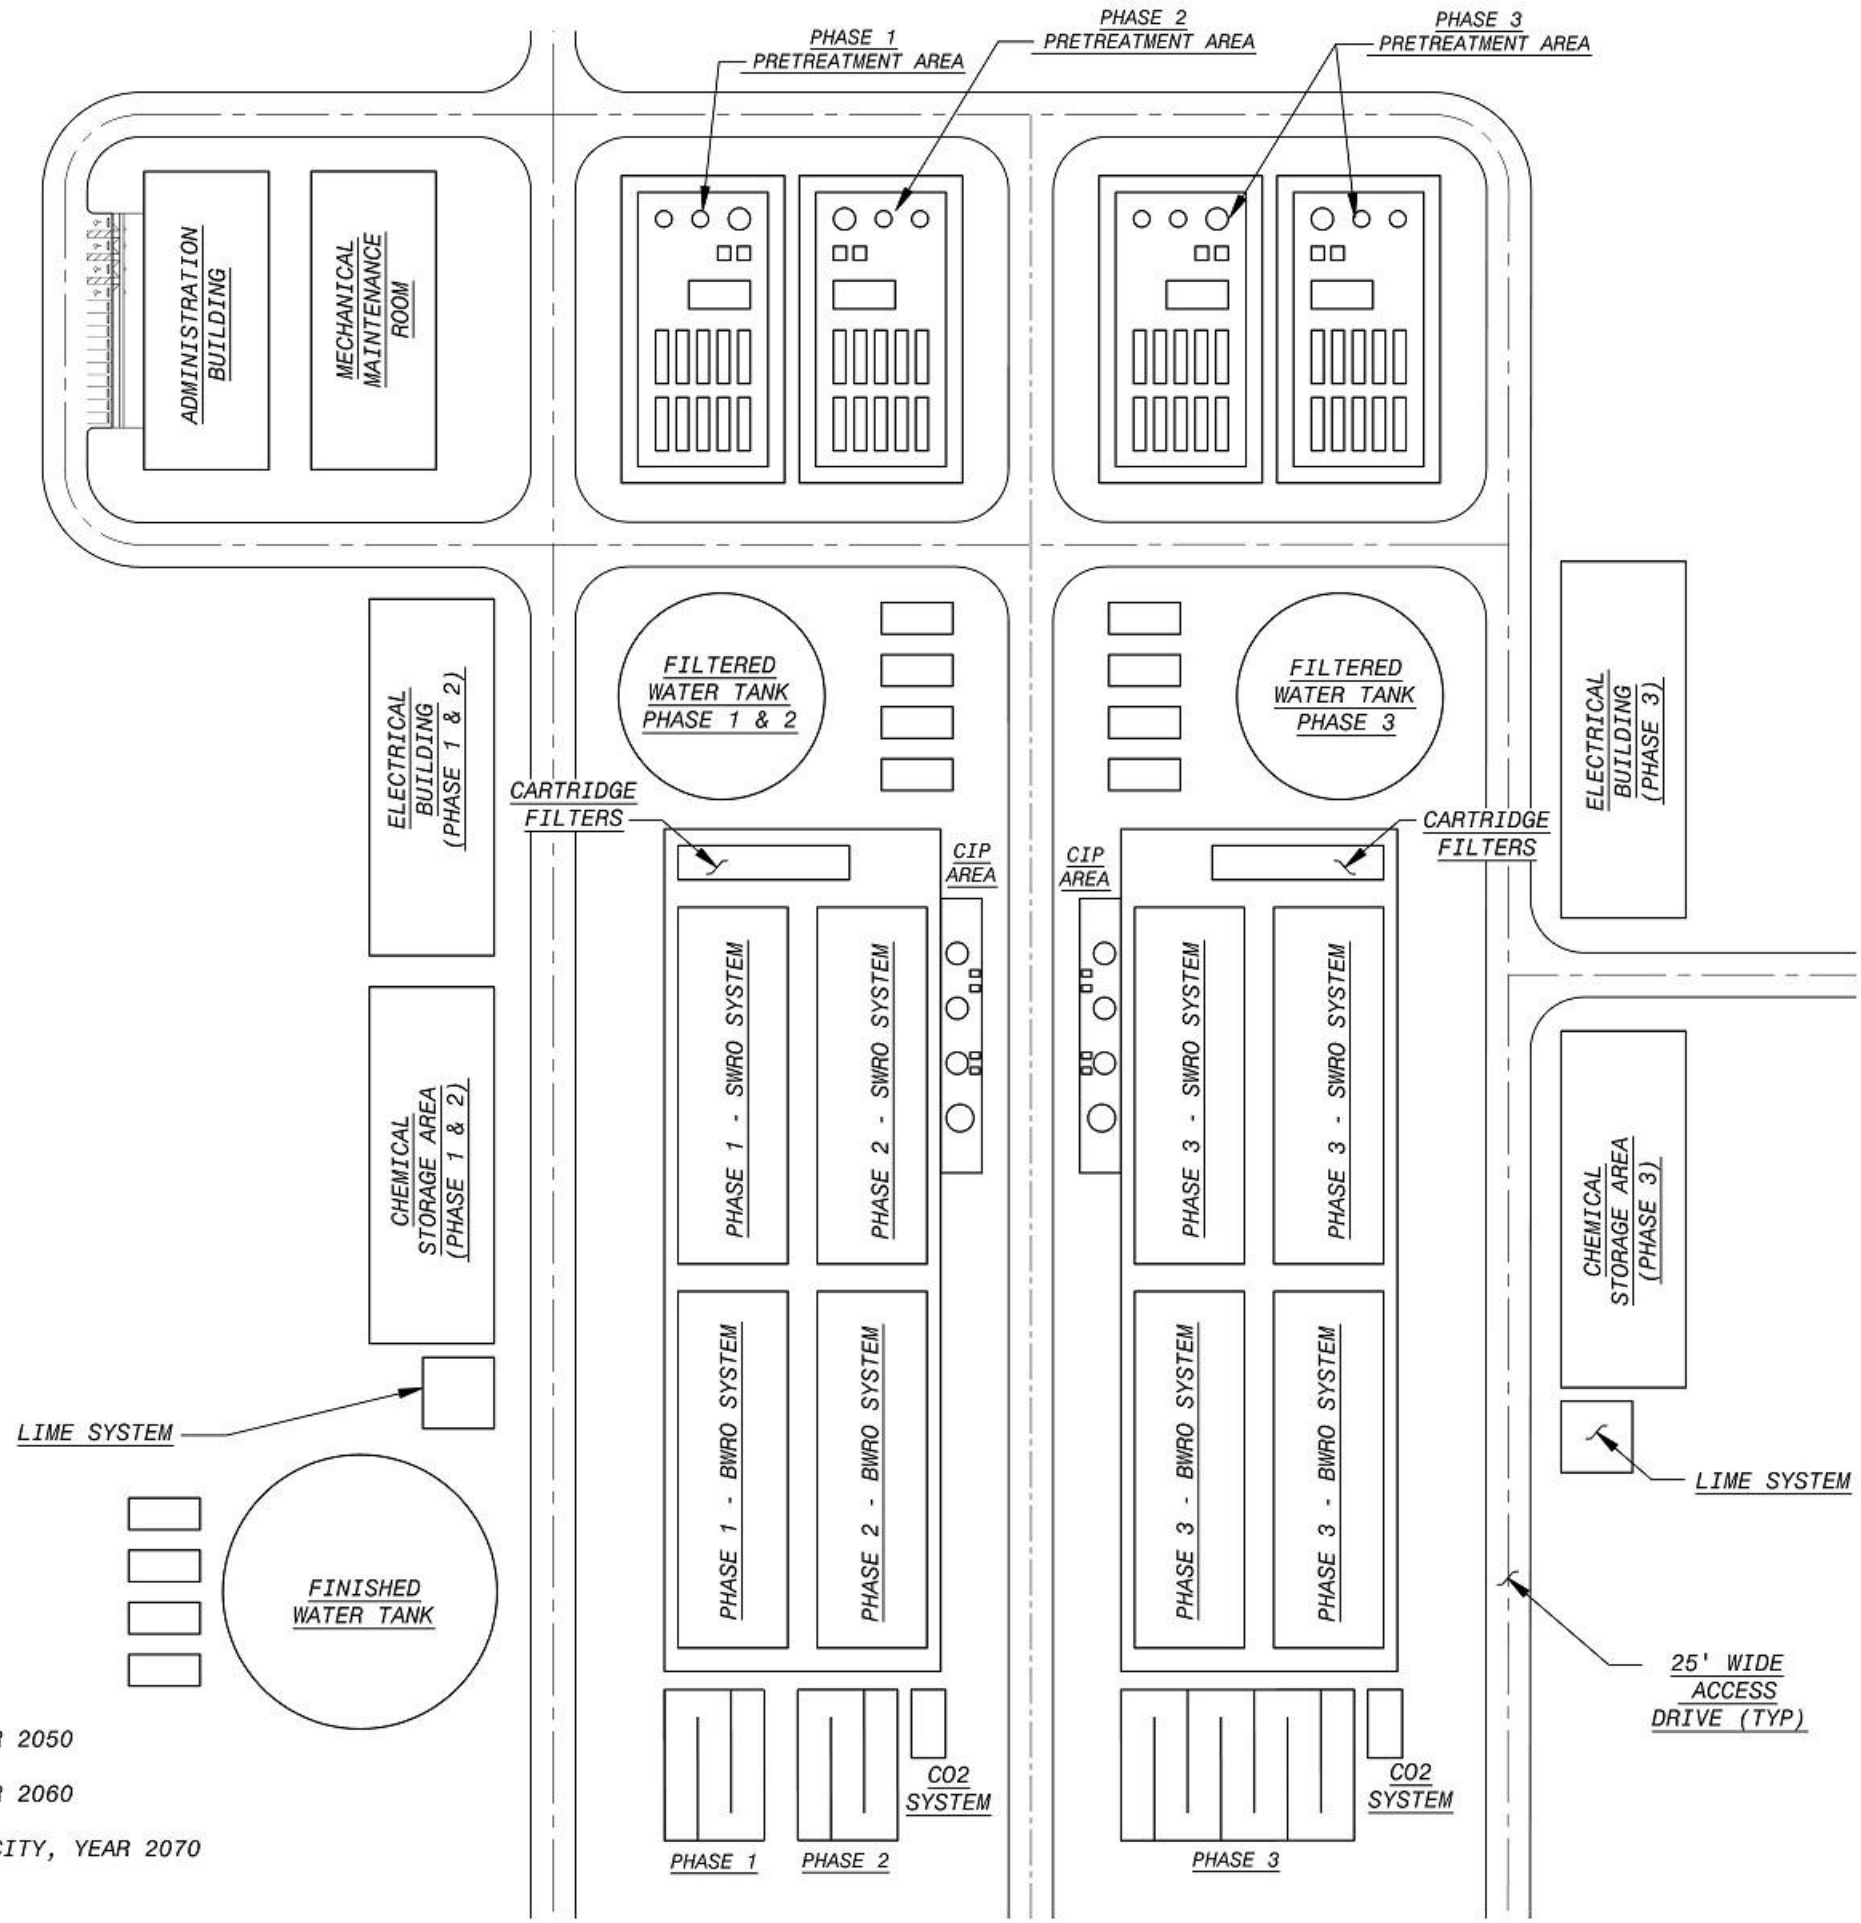 PHASE 1
PRETREATMENT AREA
PHASE 2
PRETREATMENT AREA
PHASE 3
PRETREATMENT AREA
ADMINISTRATION
BUILDING
MECHANICAL
MAINTENANCE
ROOM
ELECTRICAL
BUILDING
(PHASE 1 & 2)
FILTERED
WATER TANK
PHASE 1 & 2
FILTERED
WATER TANK
PHASE 3
ELECTRICAL
BUILDING
(PHASE 3)
CARTRIDGE
FILTERS
CIP
AREA
CIP
AREA
CARTRIDGE
FILTERS
PHASE 1 - SWRO SYSTEM
PHASE 2 - SWRO SYSTEM
PHASE 3 - SWRO SYSTEM
PHASE 3 - SWRO SYSTEM
CHEMICAL
STORAGE AREA
(PHASE 1 & 2)
CHEMICAL
STORAGE AREA
(PHASE 3)
PHASE 1 - BWRO SYSTEM
PHASE 2 - BWRO SYSTEM
PHASE 3 - BWRO SYSTEM
PHASE 3 - BWRO SYSTEM
LIME SYSTEM
LIME SYSTEM
FINISHED
WATER TANK
25' WIDE
ACCESS
DRIVE (TYP)
2050
2060
CITY, YEAR 2070
CO2
SYSTEM
CO2
SYSTEM
PHASE 1
PHASE 2
PHASE 3